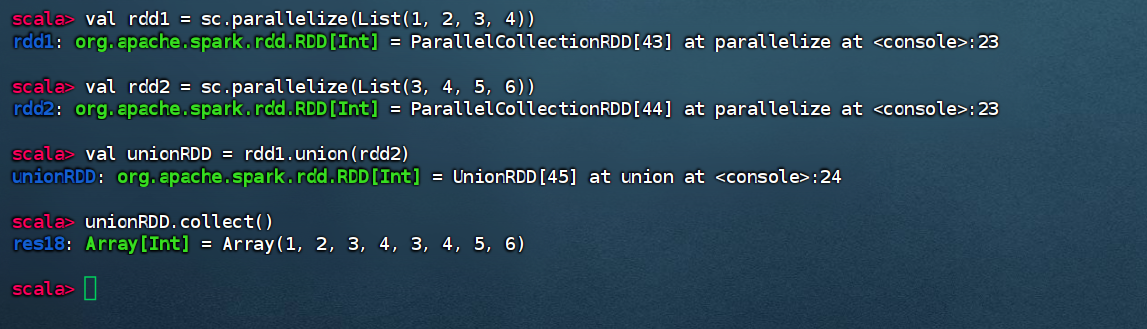 scala> val rdd1 = sc.parallelize(List(1, 2, 3, 4))
rdd1: org.apache.spark.rdd.RDD[Int] = ParallelCollectionRDD[43] at parallelize at <console>:23
scala> val rdd2 = sc.parallelize(List(3, 4, 5, 6))
rdd2: org.apache.spark.rdd.RDD[Int] = ParallelCollectionRDD[44] at parallelize at <console>:23
scala> val unionRDD = rdd1.union(rdd2)
unionRDD: org.apache.spark.rdd.RDD[Int] = UnionRDD[45] at union at <console>:24
scala> unionRDD.collect()
res18: Array[Int] = Array(1, 2, 3, 4, 3, 4, 5, 6)
scala>